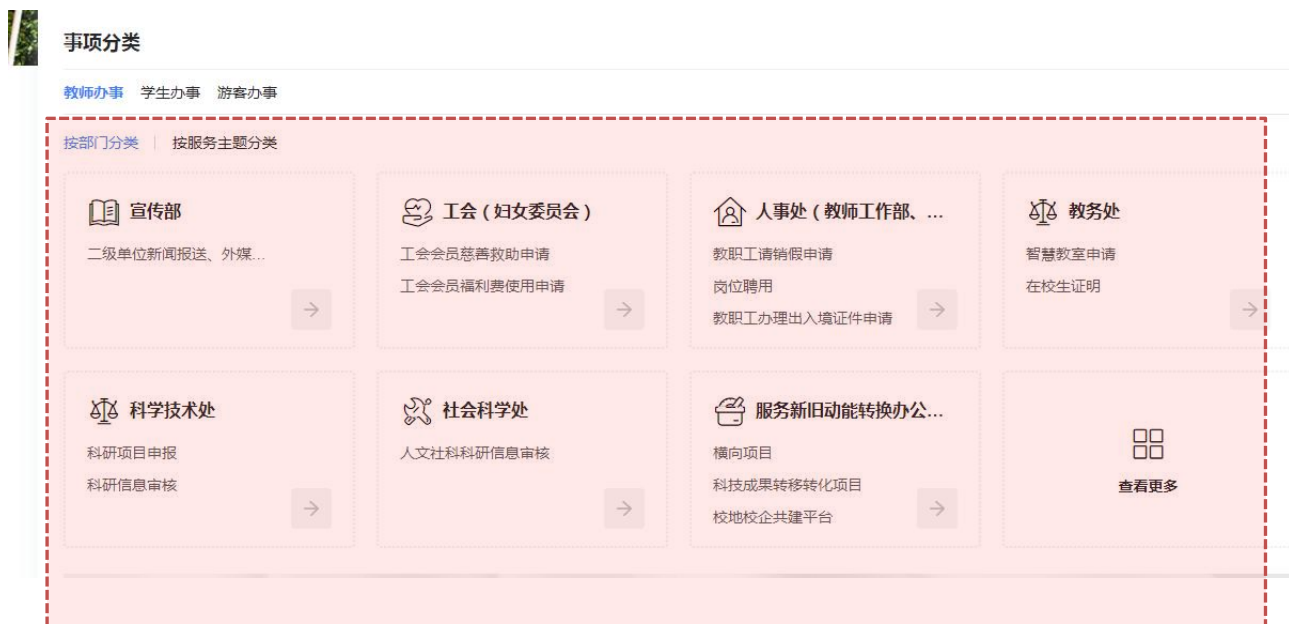 事项分类
教师办事 学生办事 游客办事
按部门分类 按服务主题分类
宣传部
二级单位新闻报送、外媒...
工会（妇女委员会）
工会会员慈善救助申请
工会会员福利费使用申请
人事处（教师工作部、...
教职工请销假申请
岗位聘用
教职工办理出入境证件申请
教务处
智慧教室申请
在校生证明
科学技术处
科研项目申报
科研信息审核
社会科学处
人文社科科研信息审核
服务新旧动能转换办公...
横向项目
科技成果转移转化项目
校地校企共建平台
查看更多